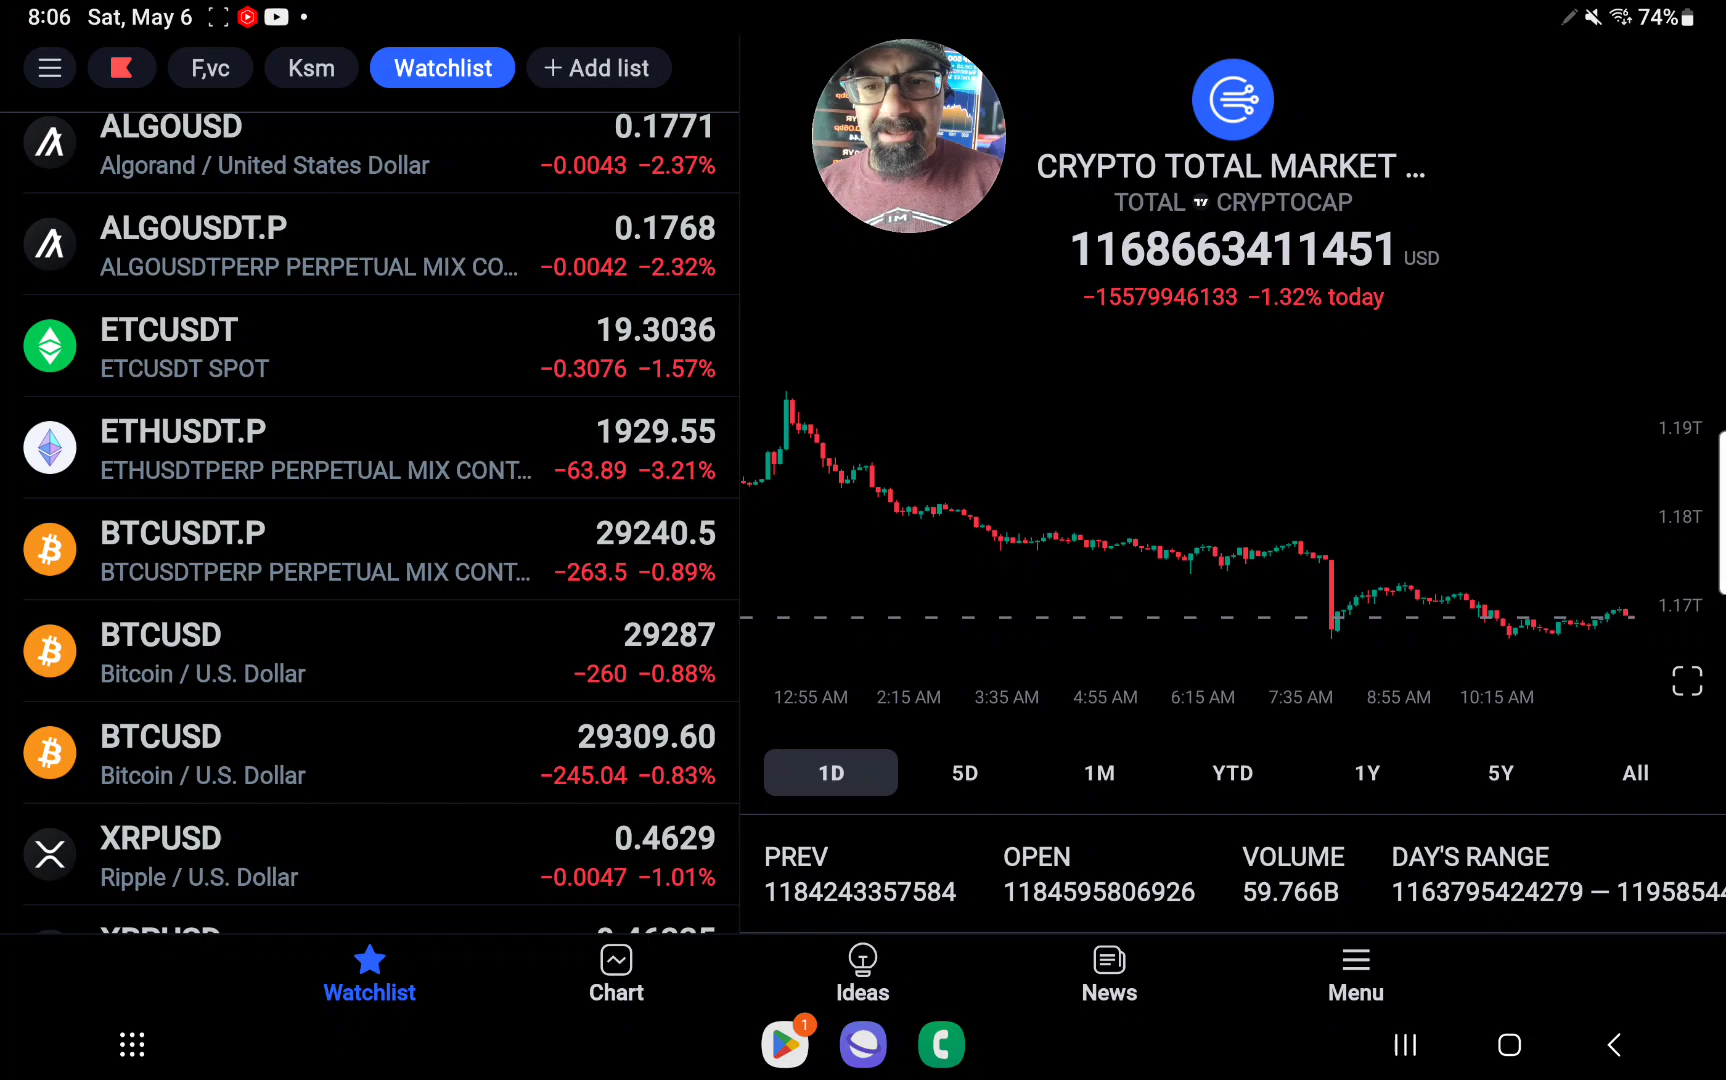 8:06 Sat, May 6 74%
F,vc Ksm Watchlist + Add list
ALGOUSD 0.1771
Algorand / United States Dollar −0.0043 −2.37%
ALGOUSDT.P 0.1768
ALGOUSDTPERP PERPETUAL MIX CO... −0.0042 −2.32%
ETCUSDT 19.3036
ETCUSDT SPOT −0.3076 −1.57%
ETHUSDT.P 1929.55
ETHUSDTPERP PERPETUAL MIX CONT... −63.89 −3.21%
BTCUSDT.P 29240.5
BTCUSDTPERP PERPETUAL MIX CONT... −263.5 −0.89%
BTCUSD 29287
Bitcoin / U.S. Dollar −260 −0.88%
BTCUSD 29309.60
Bitcoin / U.S. Dollar −245.04 −0.83%
XRPUSD 0.4629
Ripple / U.S. Dollar −0.0047 −1.01%
CRYPTO TOTAL MARKET ...
TOTAL CRYPTOCAP
1168663411451 USD
−15579946133 −1.32% today
1.19T
1.18T
1.17T
12:55 AM 2:15 AM 3:35 AM 4:55 AM 6:15 AM 7:35 AM 8:55 AM 10:15 AM
1D 5D 1M YTD 1Y 5Y All
PREV OPEN VOLUME DAY'S RANGE
1184243357584 1184595806926 59.766B 1163795424279 — 11958544
Watchlist Chart Ideas News Menu
1